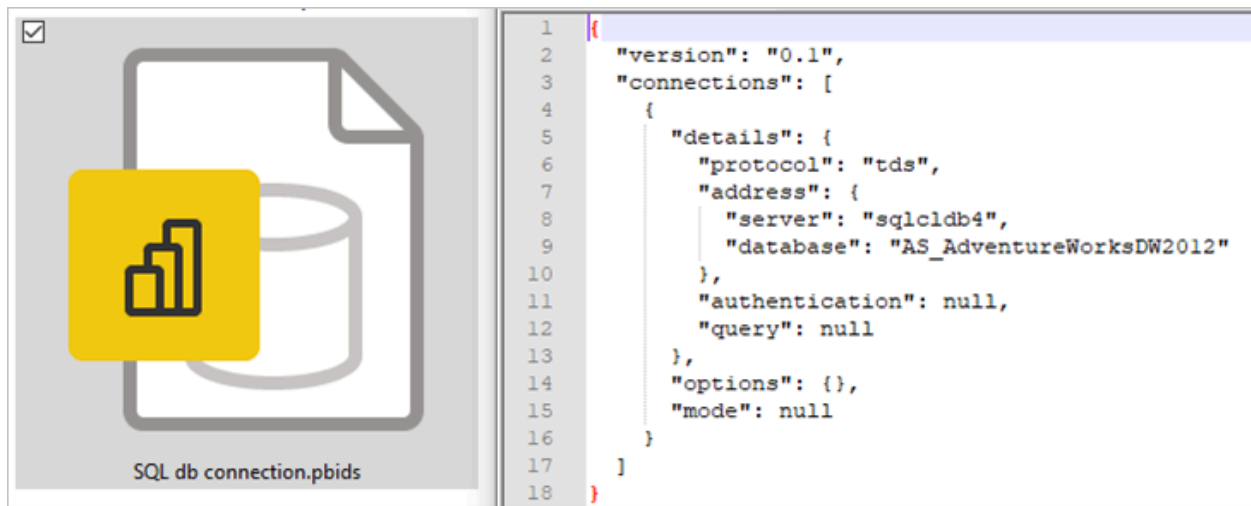 SQL db connection.pbids
1 {
2 "version": "0.1",
3 "connections": [
4 {
5 "details": {
6 "protocol": "tds",
7 "address": {
8 "server": "sqlcldb4",
9 "database": "AS_AdventureWorksDW2012"
10 },
11 "authentication": null,
12 "query": null
13 },
14 "options": {},
15 "mode": null
16 }
17 ]
18 }